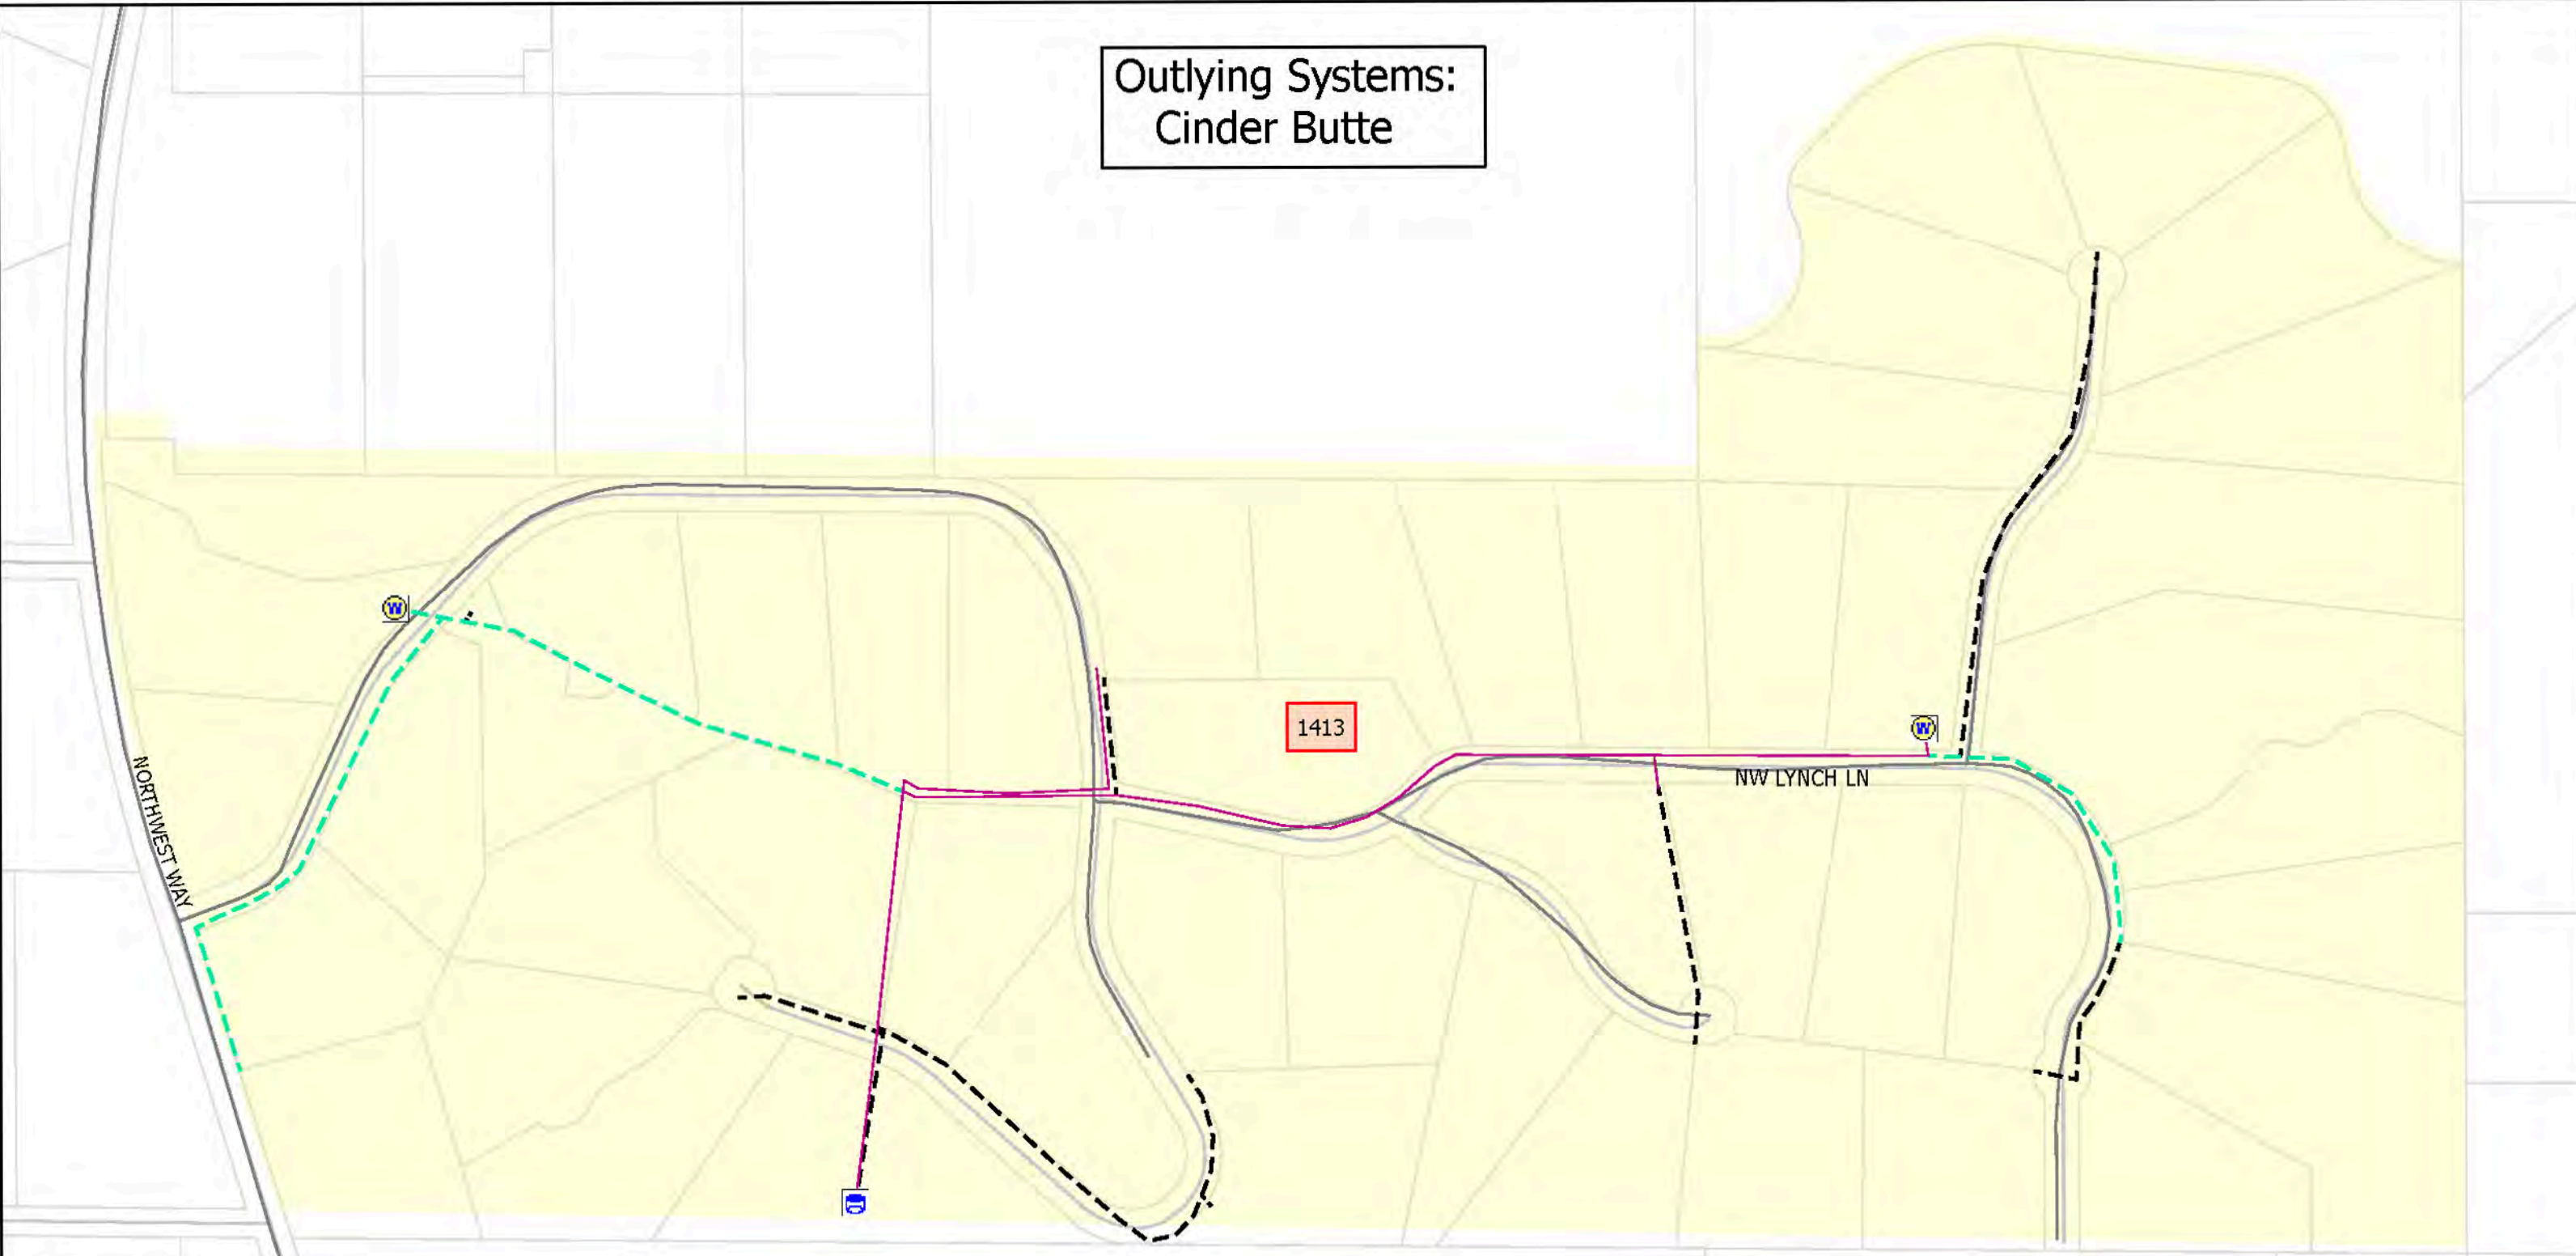 Outlying Systems:
Cinder Butte
W
1413
W
NW LYNCH LN
NORTHWEST WAY